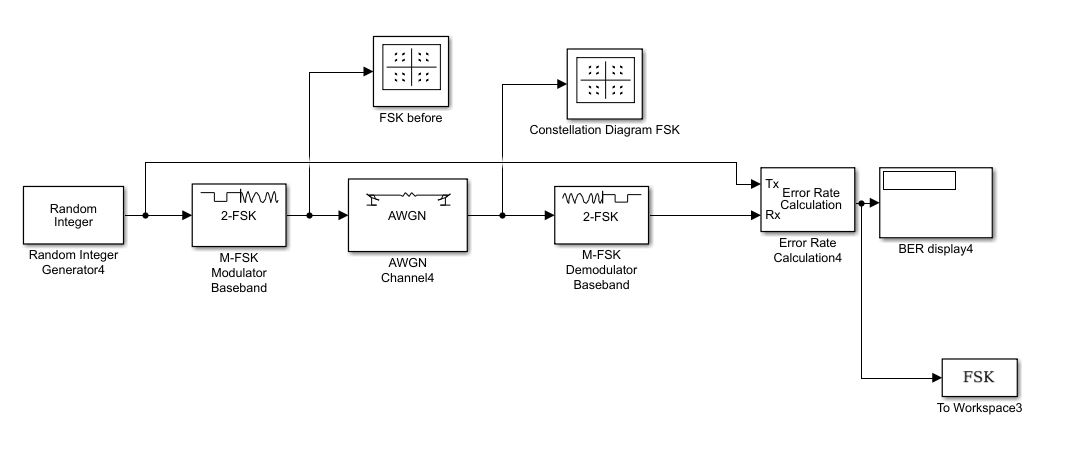 FSK before
Constellation Diagram FSK
Random
Integer
Random Integer
Generator4
2-FSK
M-FSK
Modulator
Baseband
AWGN
AWGN
Channel4
2-FSK
M-FSK
Demodulator
Baseband
Tx
Rx
Error Rate
Calculation
Error Rate
Calculation4
BER display4
FSK
To Workspace3